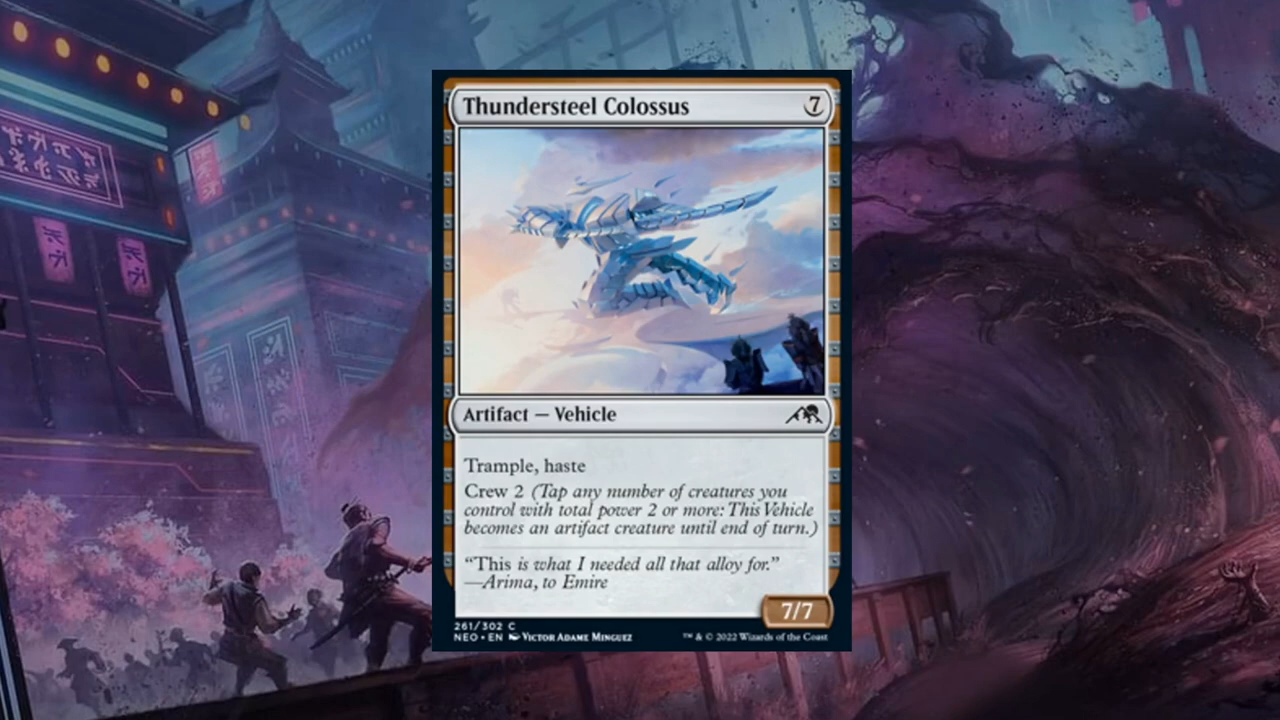 Thundersteel Colossus 7
Artifact — Vehicle
Trample, haste
Crew 2 (Tap any number of creatures you
control with total power 2 or more: This Vehicle
becomes an artifact creature until end of turn.)
“This is what I needed all that alloy for.”
—Arima, to Emire
7/7
261/302 C
NEO • EN Victor Adame Minguez
™ & © 2022 Wizards of the Coast